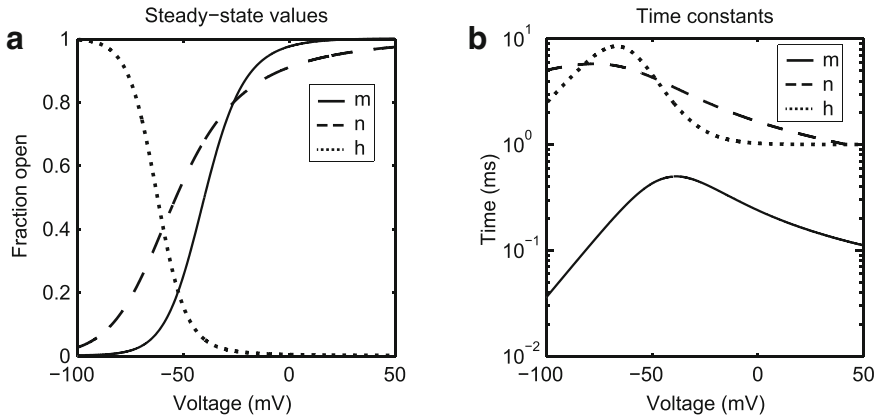 a
Steady−state values
1
0.8
0.6
0.4
0.2
0
Fraction open
m
n
h
−100
−50
0
50
Voltage (mV)
b
Time constants
10^1
10^0
10^−1
10^−2
Time (ms)
m
n
h
−100
−50
0
50
Voltage (mV)